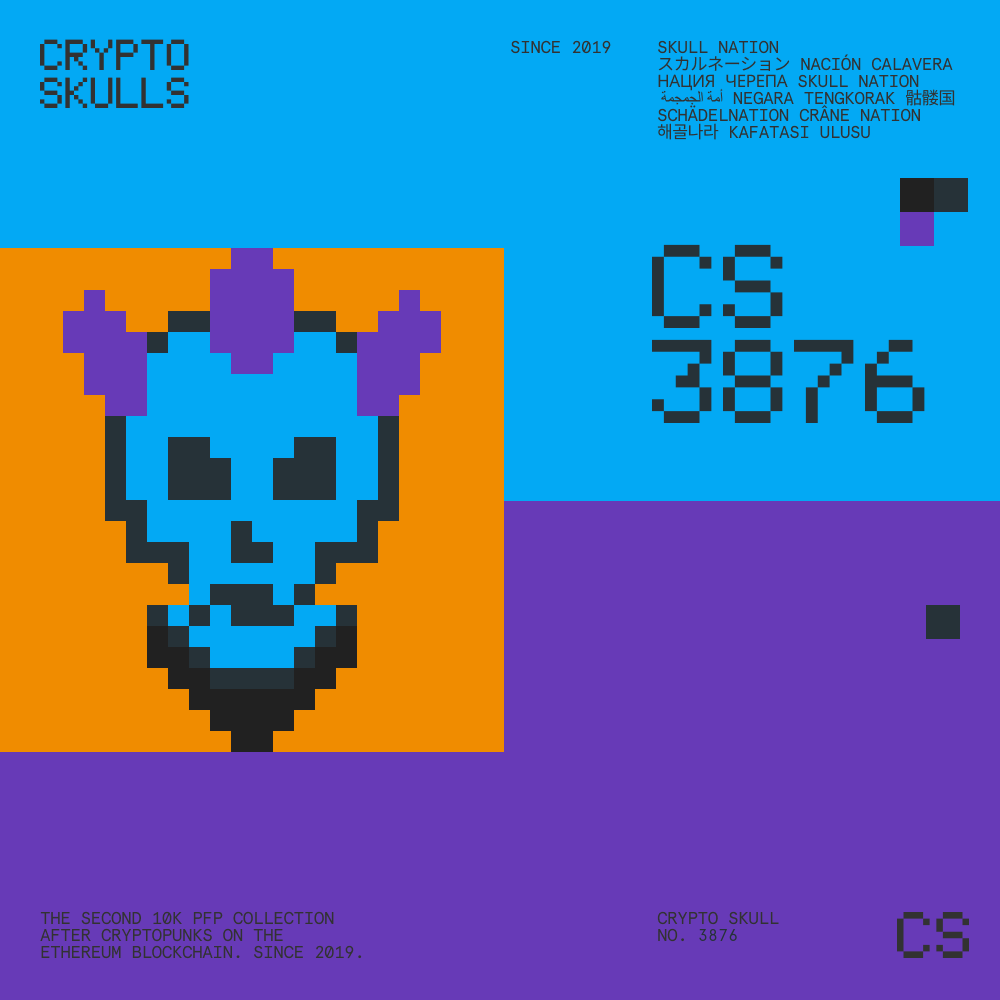 CRYPTO
SKULLS
SINCE 2019
SKULL NATION
スカルネーション NACIÓN CALAVERA
НАЦИЯ ЧЕРЕПА SKULL NATION
أمة الجمجمة NEGARA TENGKORAK 骷髅国
SCHÄDELNATION CRÂNE NATION
해골나라 KAFATASI ULUSU
CS
3876
THE SECOND 10K PFP COLLECTION
AFTER CRYPTOPUNKS ON THE
ETHEREUM BLOCKCHAIN. SINCE 2019.
CRYPTO SKULL
NO. 3876
CS